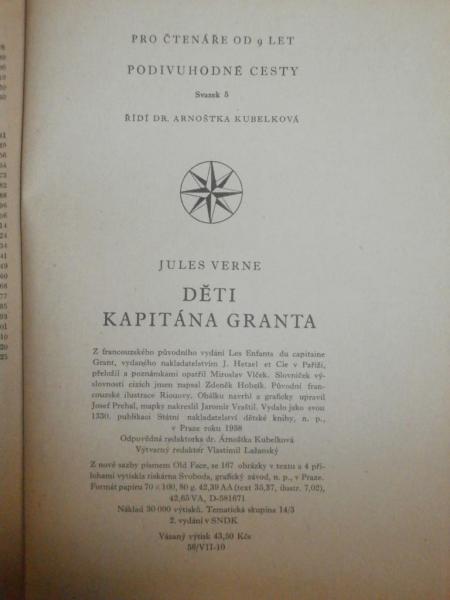 PRO ČTENÁŘE OD 9 LET
PODIVUHODNÉ CESTY
Svazek 5
ŘÍDÍ DR. ARNOŠTKA KUBELKOVÁ
JULES VERNE
DĚTI
KAPITÁNA GRANTA
Z francouzského původního vydání Les Enfants du capitaine
Grant, vydaného nakladatelstvím J. Hetzel et Cie v Paříži,
přeložil a poznámkami opatřil Miroslav Vlček. Slovníček vý-
slovnosti cizích jmen napsal Zdeněk Hobzík. Původní fran-
couzské ilustrace Riouovy. Obálku navrhl a graficky upravil
Josef Prchal, mapky nakreslil Jaromír Vraštil. Vydalo jako svou
1330. publikaci Státní nakladatelství dětské knihy, n. p.,
v Praze roku 1958
Odpovědná redaktorka dr. Arnoštka Kubelková
Výtvarný redaktor Vlastimil Lažanský
Z nové sazby písmem Old Face, se 167 obrázky v textu a 4 pří-
lohami vytiskla tiskárna Svoboda, grafický závod, n. p., v Praze.
Formát papíru 70 × 100, 80 g. 42,39 AA (text 35,37, ilustr. 7,02),
42,65 VA, D-581671
Náklad 30 000 výtisků. Tematická skupina 14/3
2. vydání v SNDK
Vázaný výtisk 43,50 Kčs
56/VII-10